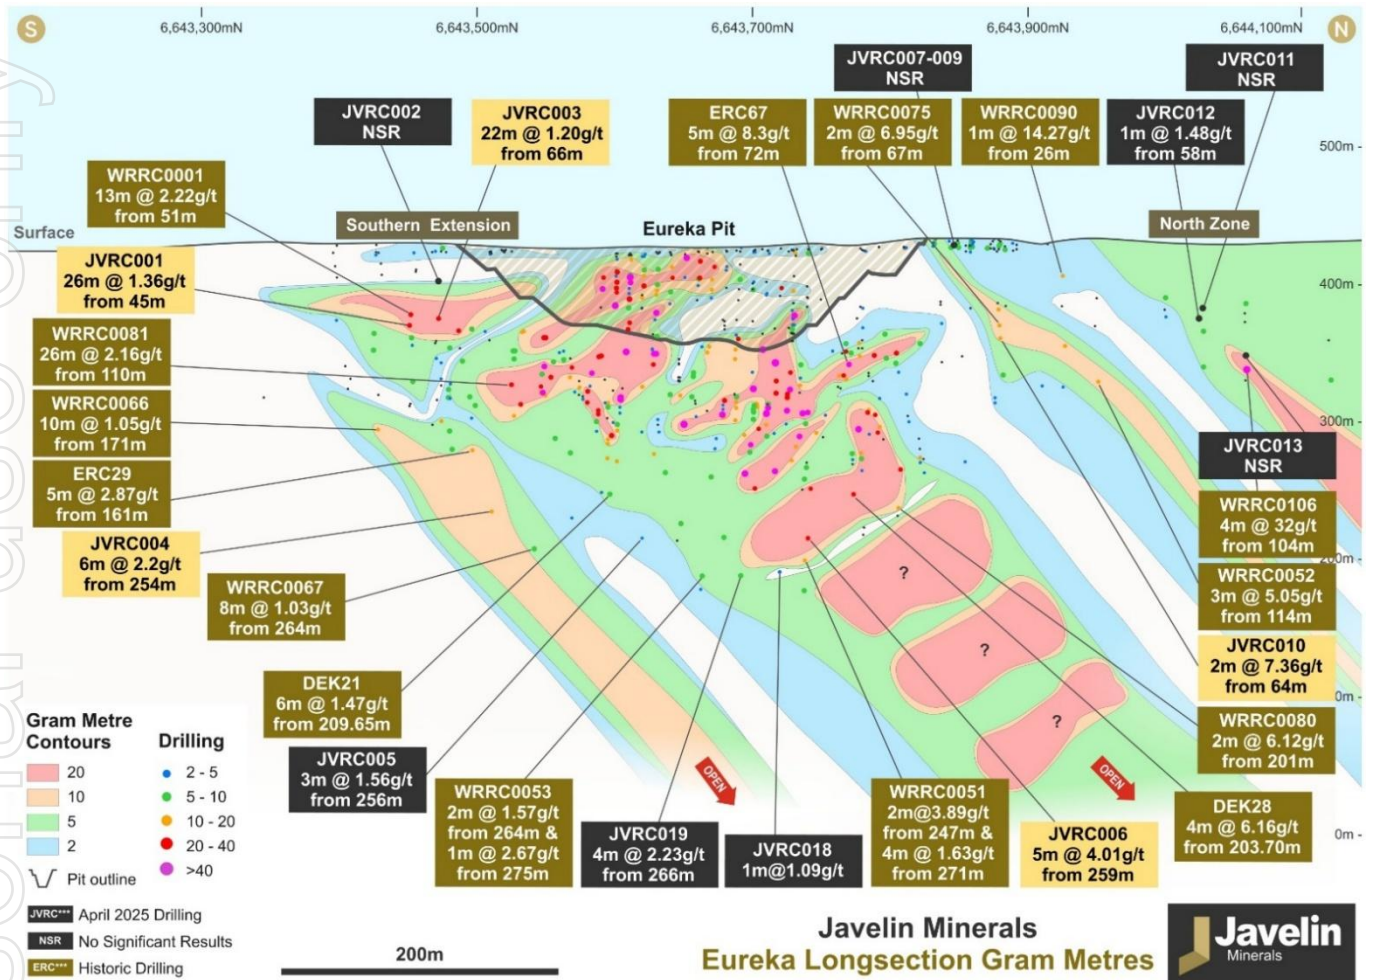 S
6,643,300mN
6,643,500mN
6,643,700mN
6,643,900mN
6,644,100mN
N
JVRC007-009
NSR
JVRC011
NSR
JVRC002
NSR
JVRC003
22m @ 1.20g/t
from 66m
ERC67
5m @ 8.3g/t
from 72m
WRRC0075
2m @ 6.95g/t
from 67m
WRRC0090
1m @ 14.27g/t
from 26m
JVRC012
1m @ 1.48g/t
from 58m
500m
WRRC0001
13m @ 2.22g/t
from 51m
Surface
Southern Extension
Eureka Pit
North Zone
JVRC001
26m @ 1.36g/t
from 45m
400m
WRRC0081
26m @ 2.16g/t
from 110m
WRRC0066
10m @ 1.05g/t
from 171m
300m
JVRC013
NSR
ERC29
5m @ 2.87g/t
from 161m
WRRC0106
4m @ 32g/t
from 104m
JVRC004
6m @ 2.2g/t
from 254m
200m
WRRC0052
3m @ 5.05g/t
from 114m
?
WRRC0067
8m @ 1.03g/t
from 264m
JVRC010
2m @ 7.36g/t
from 64m
?
DEK21
6m @ 1.47g/t
from 209.65m
0m
WRRC0080
2m @ 6.12g/t
from 201m
?
JVRC005
3m @ 1.56g/t
from 256m
OPEN
OPEN
WRRC0053
2m @ 1.57g/t
from 264m &
1m @ 2.67g/t
from 275m
JVRC019
4m @ 2.23g/t
from 266m
JVRC018
1m@1.09g/t
WRRC0051
2m@3.89g/t
from 247m &
4m @ 1.63g/t
from 271m
JVRC006
5m @ 4.01g/t
from 259m
DEK28
4m @ 6.16g/t
from 203.70m
0m
Gram Metre
Contours
20
10
5
2
Pit outline
Drilling
2 - 5
5 - 10
10 - 20
20 - 40
>40
JVRC*** April 2025 Drilling
NSR No Significant Results
ERC*** Historic Drilling
200m
Javelin Minerals
Eureka Longsection Gram Metres
Javelin
Minerals